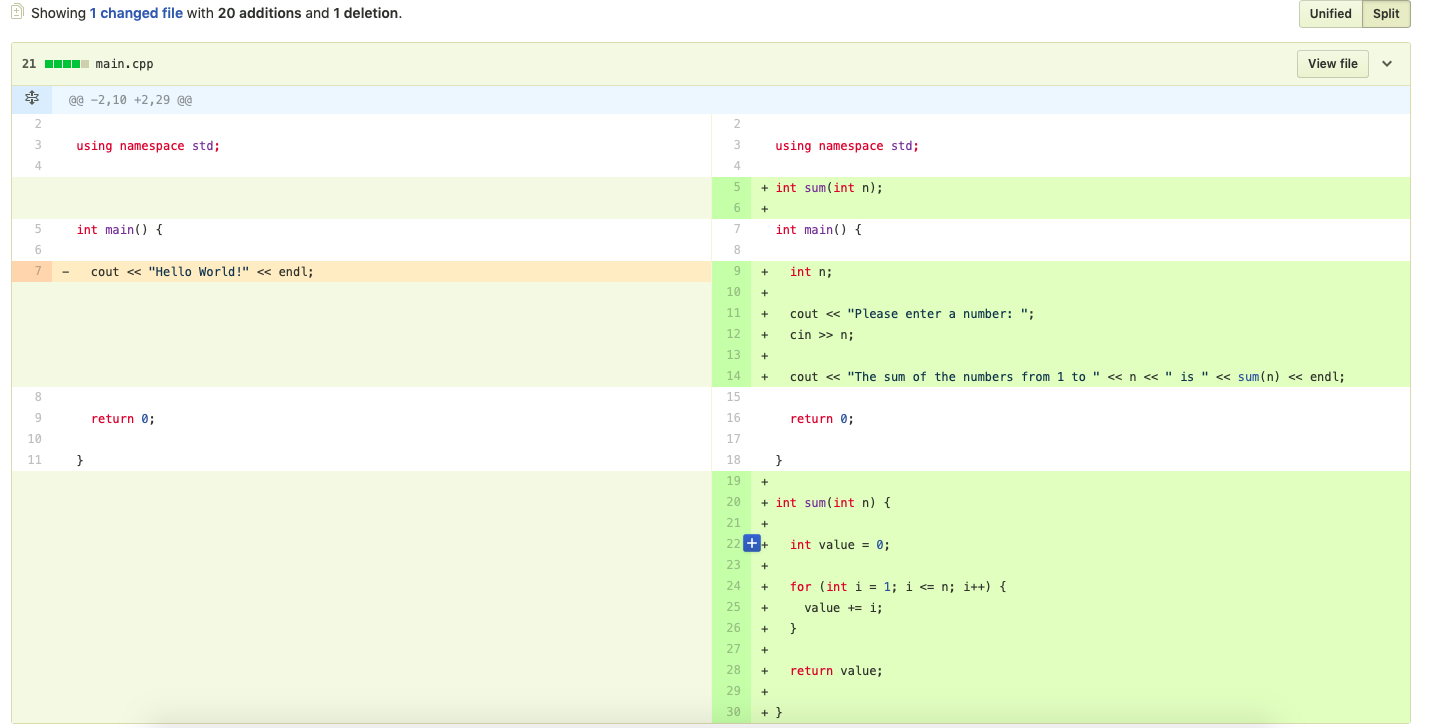 Showing 1 changed file with 20 additions and 1 deletion.
Unified Split
21 main.cpp
View file
@@ -2,10 +2,29 @@
2 2
3 using namespace std; 3 using namespace std;
4 4
5 + int sum(int n);
6 +
5 int main() { 7 int main() {
6 8
7 - cout << "Hello World!" << endl; 9 + int n;
10 +
11 + cout << "Please enter a number: ";
12 + cin >> n;
13 +
14 + cout << "The sum of the numbers from 1 to " << n << " is " << sum(n) << endl;
8 15
9 return 0; 16 return 0;
10 17
11 } 18 }
19 +
20 + int sum(int n) {
21 +
22 + int value = 0;
23 +
24 + for (int i = 1; i <= n; i++) {
25 + value += i;
26 + }
27 +
28 + return value;
29 +
30 + }